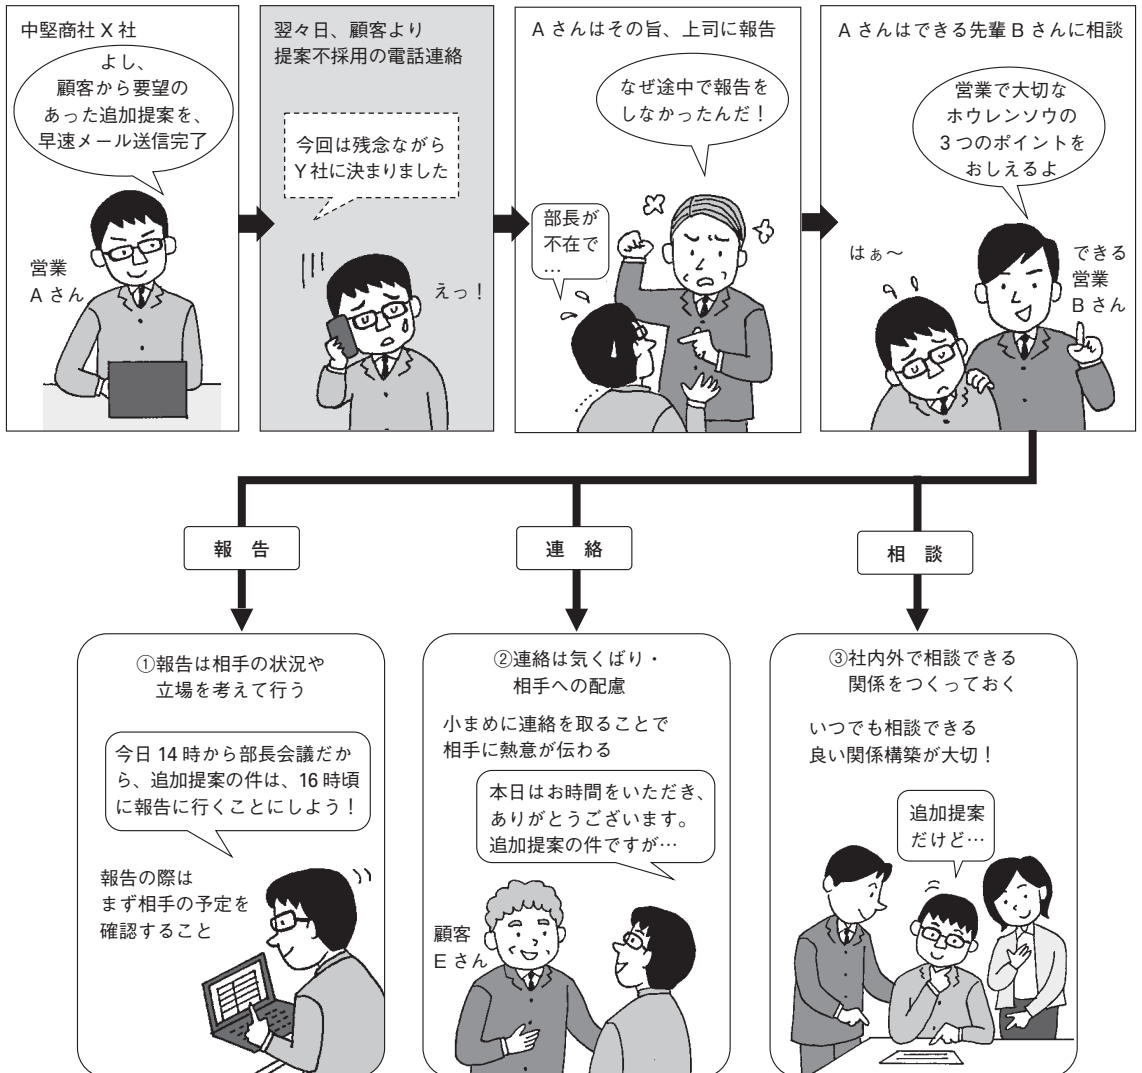 中堅商社X社
よし、
顧客から要望の
あった追加提案を、
早速メール送信完了
営業
Aさん
翌々日、顧客より
提案不採用の電話連絡
今回は残念ながら
Y社に決まりました
えっ！
Aさんはその旨、上司に報告
なぜ途中で報告を
しなかったんだ！
部長が
不在で
…
Aさんはできる先輩Bさんに相談
営業で大切な
ホウレンソウの
3つのポイントを
おしえるよ
はぁ〜
できる
営業
Bさん
報　告
連　絡
相　談
①報告は相手の状況や
立場を考えて行う
今日14時から部長会議だか
ら、追加提案の件は、16時頃
に報告に行くことにしよう！
報告の際は
まず相手の予定を
確認すること
②連絡は気くばり・
相手への配慮
小まめに連絡を取ることで
相手に熱意が伝わる
本日はお時間をいただき、
ありがとうございます。
追加提案の件ですが…
顧客
Eさん
③社内外で相談できる
関係をつくっておく
いつでも相談できる
良い関係構築が大切！
追加提案
だけど…